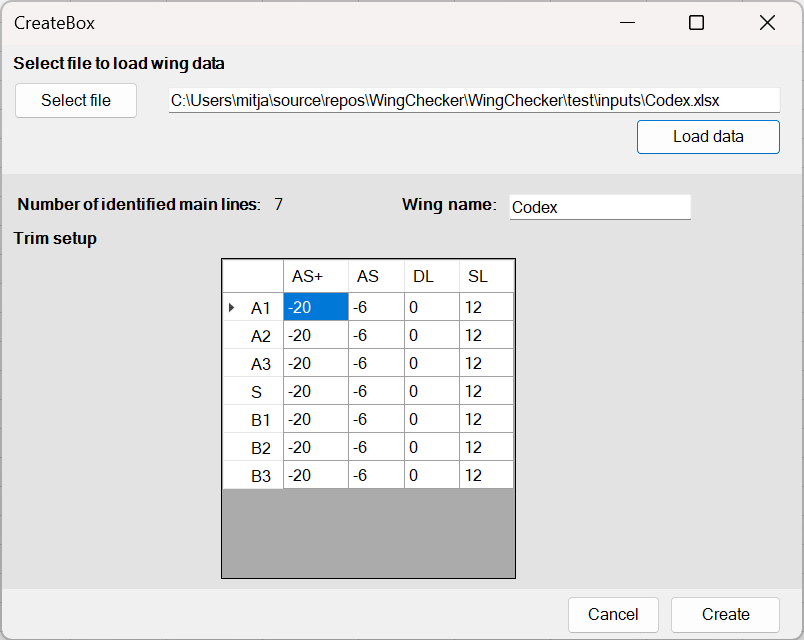 CreateBox
Select file to load wing data
Select file C:\Users\mitja\source\repos\WingChecker\WingChecker\test\inputs\Codex.xlsx
Load data
Number of identified main lines: 7 Wing name: Codex
Trim setup
AS+ AS DL SL
A1 -20 -6 0 12
A2 -20 -6 0 12
A3 -20 -6 0 12
S -20 -6 0 12
B1 -20 -6 0 12
B2 -20 -6 0 12
B3 -20 -6 0 12
Cancel Create